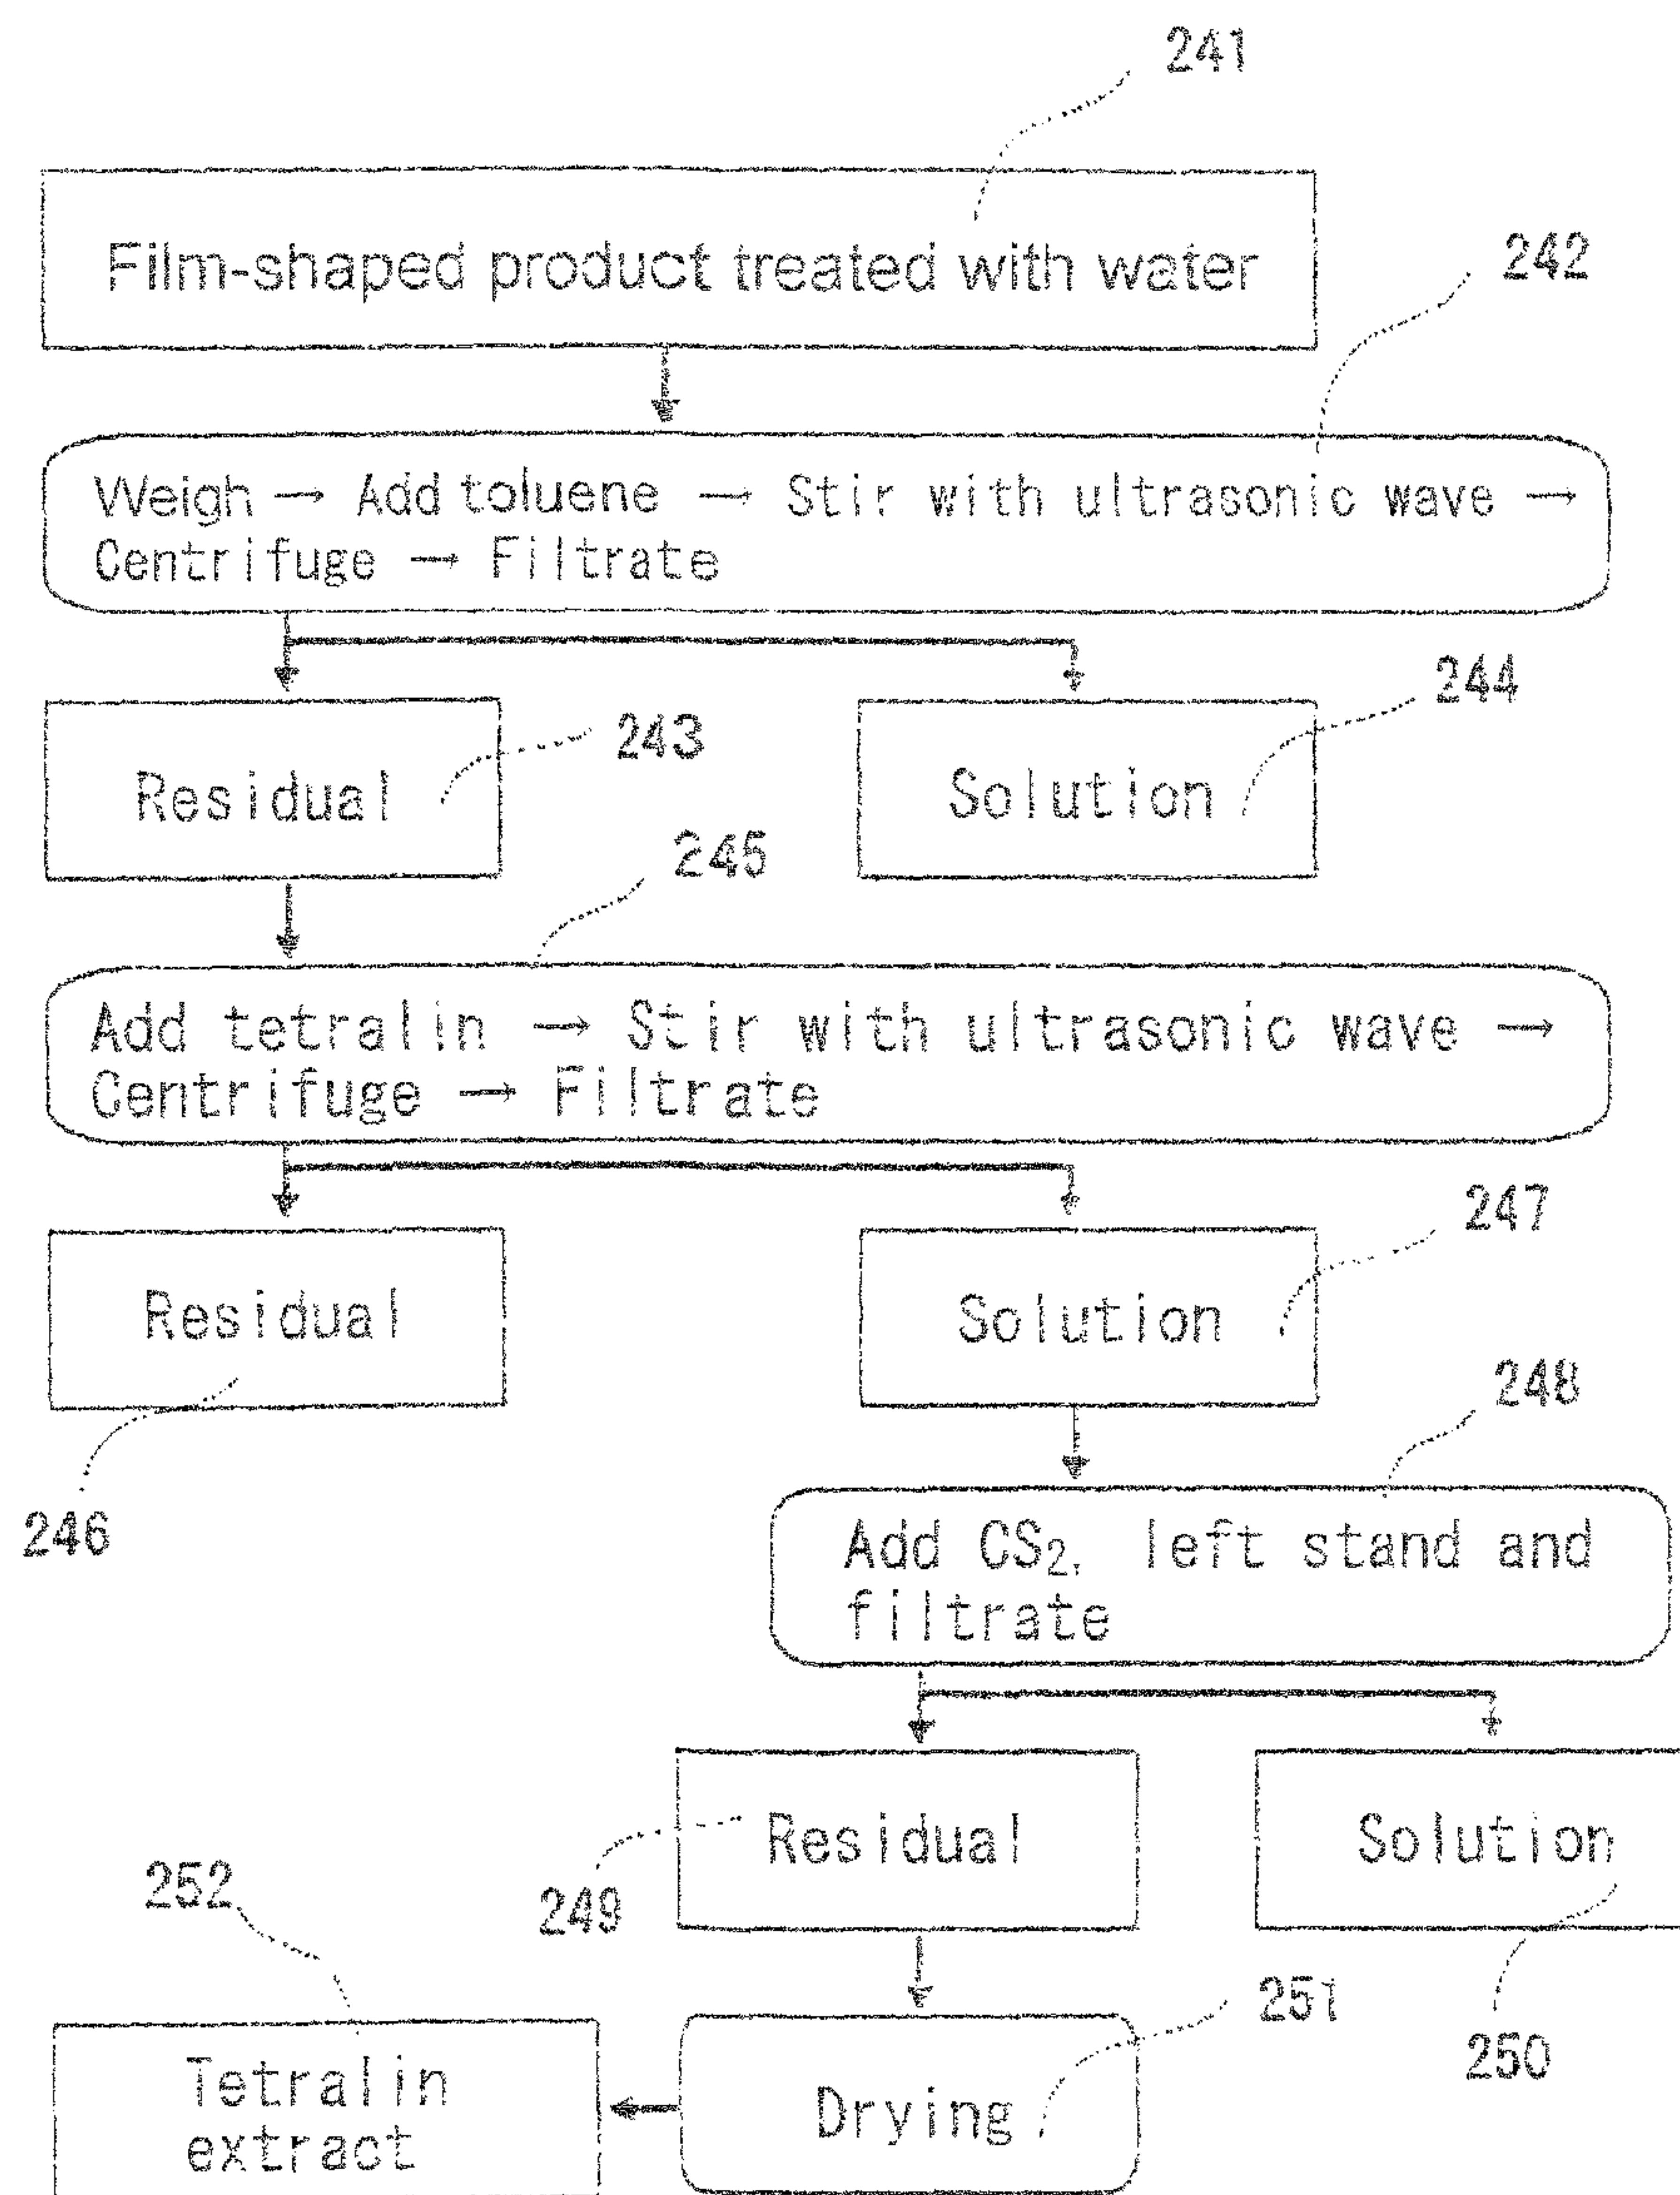 241
Film-shaped product treated with water
242
Weigh → Add toluene → Stir with ultrasonic wave →
Centrifuge → Filtrate
243
244
Residual
Solution
245
Add tetralin → Stir with ultrasonic wave →
Centrifuge → Filtrate
247
Residual
Solution
248
246
Add CS₂, left stand and
filtrate
Residual
Solution
252
249
251
250
Tetralin
extract
Drying